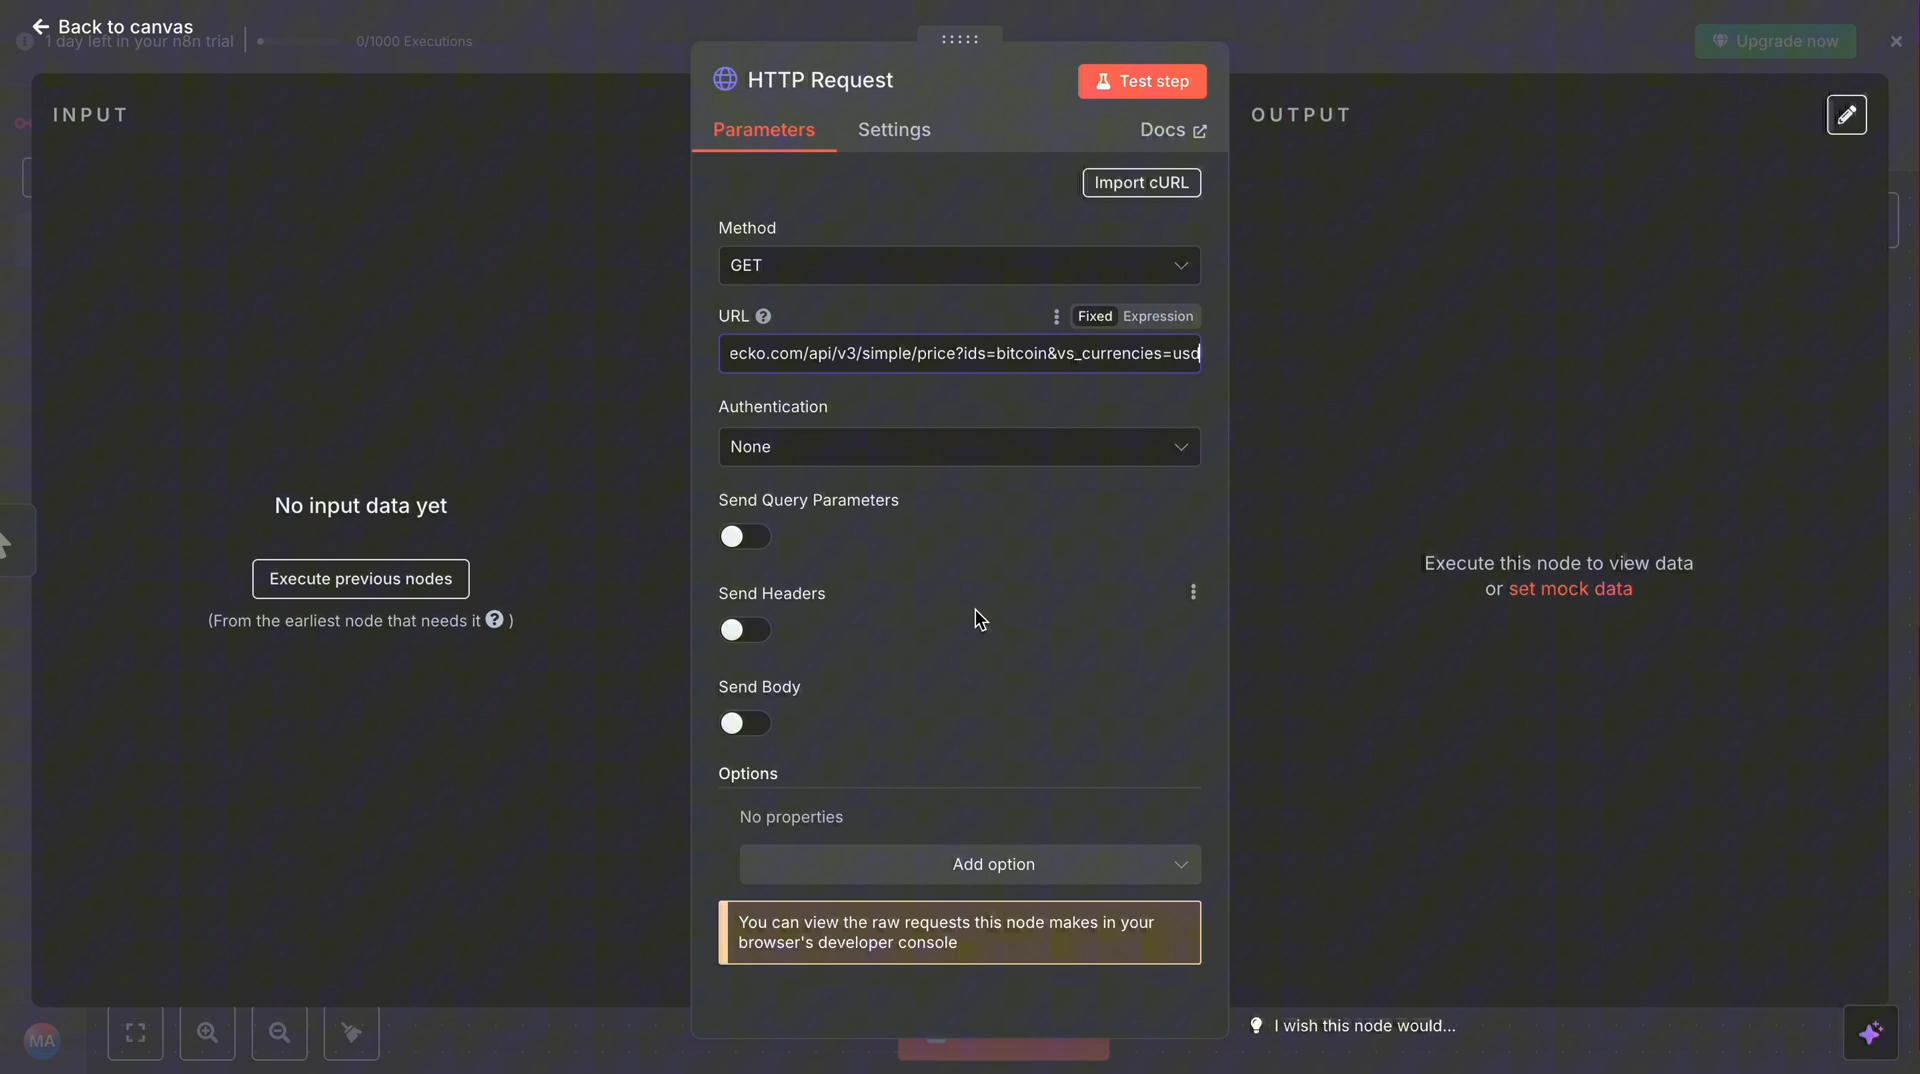 Back to canvas
1 day left in your n8n trial
0/1000 Executions
Upgrade now
INPUT
No input data yet
Execute previous nodes
(From the earliest node that needs it ? )
HTTP Request
Test step
Parameters
Settings
Docs
Import cURL
Method
GET
URL ?
Fixed
Expression
ecko.com/api/v3/simple/price?ids=bitcoin&vs_currencies=usd
Authentication
None
Send Query Parameters
Send Headers
Send Body
Options
No properties
Add option
You can view the raw requests this node makes in your
browser's developer console
OUTPUT
Execute this node to view data
or set mock data
I wish this node would...
MA